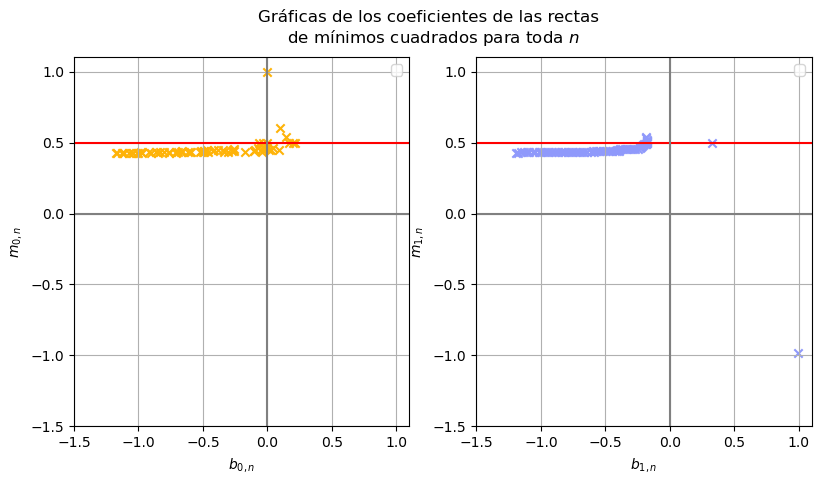 Gráficas de los coeficientes de las rectas
de mínimos cuadrados para toda n
1.0
0.5
0.0
−0.5
−1.0
−1.5
m0,n
−1.5 −1.0 −0.5 0.0 0.5 1.0
b0,n
1.0
0.5
0.0
−0.5
−1.0
−1.5
m1,n
−1.5 −1.0 −0.5 0.0 0.5 1.0
b1,n